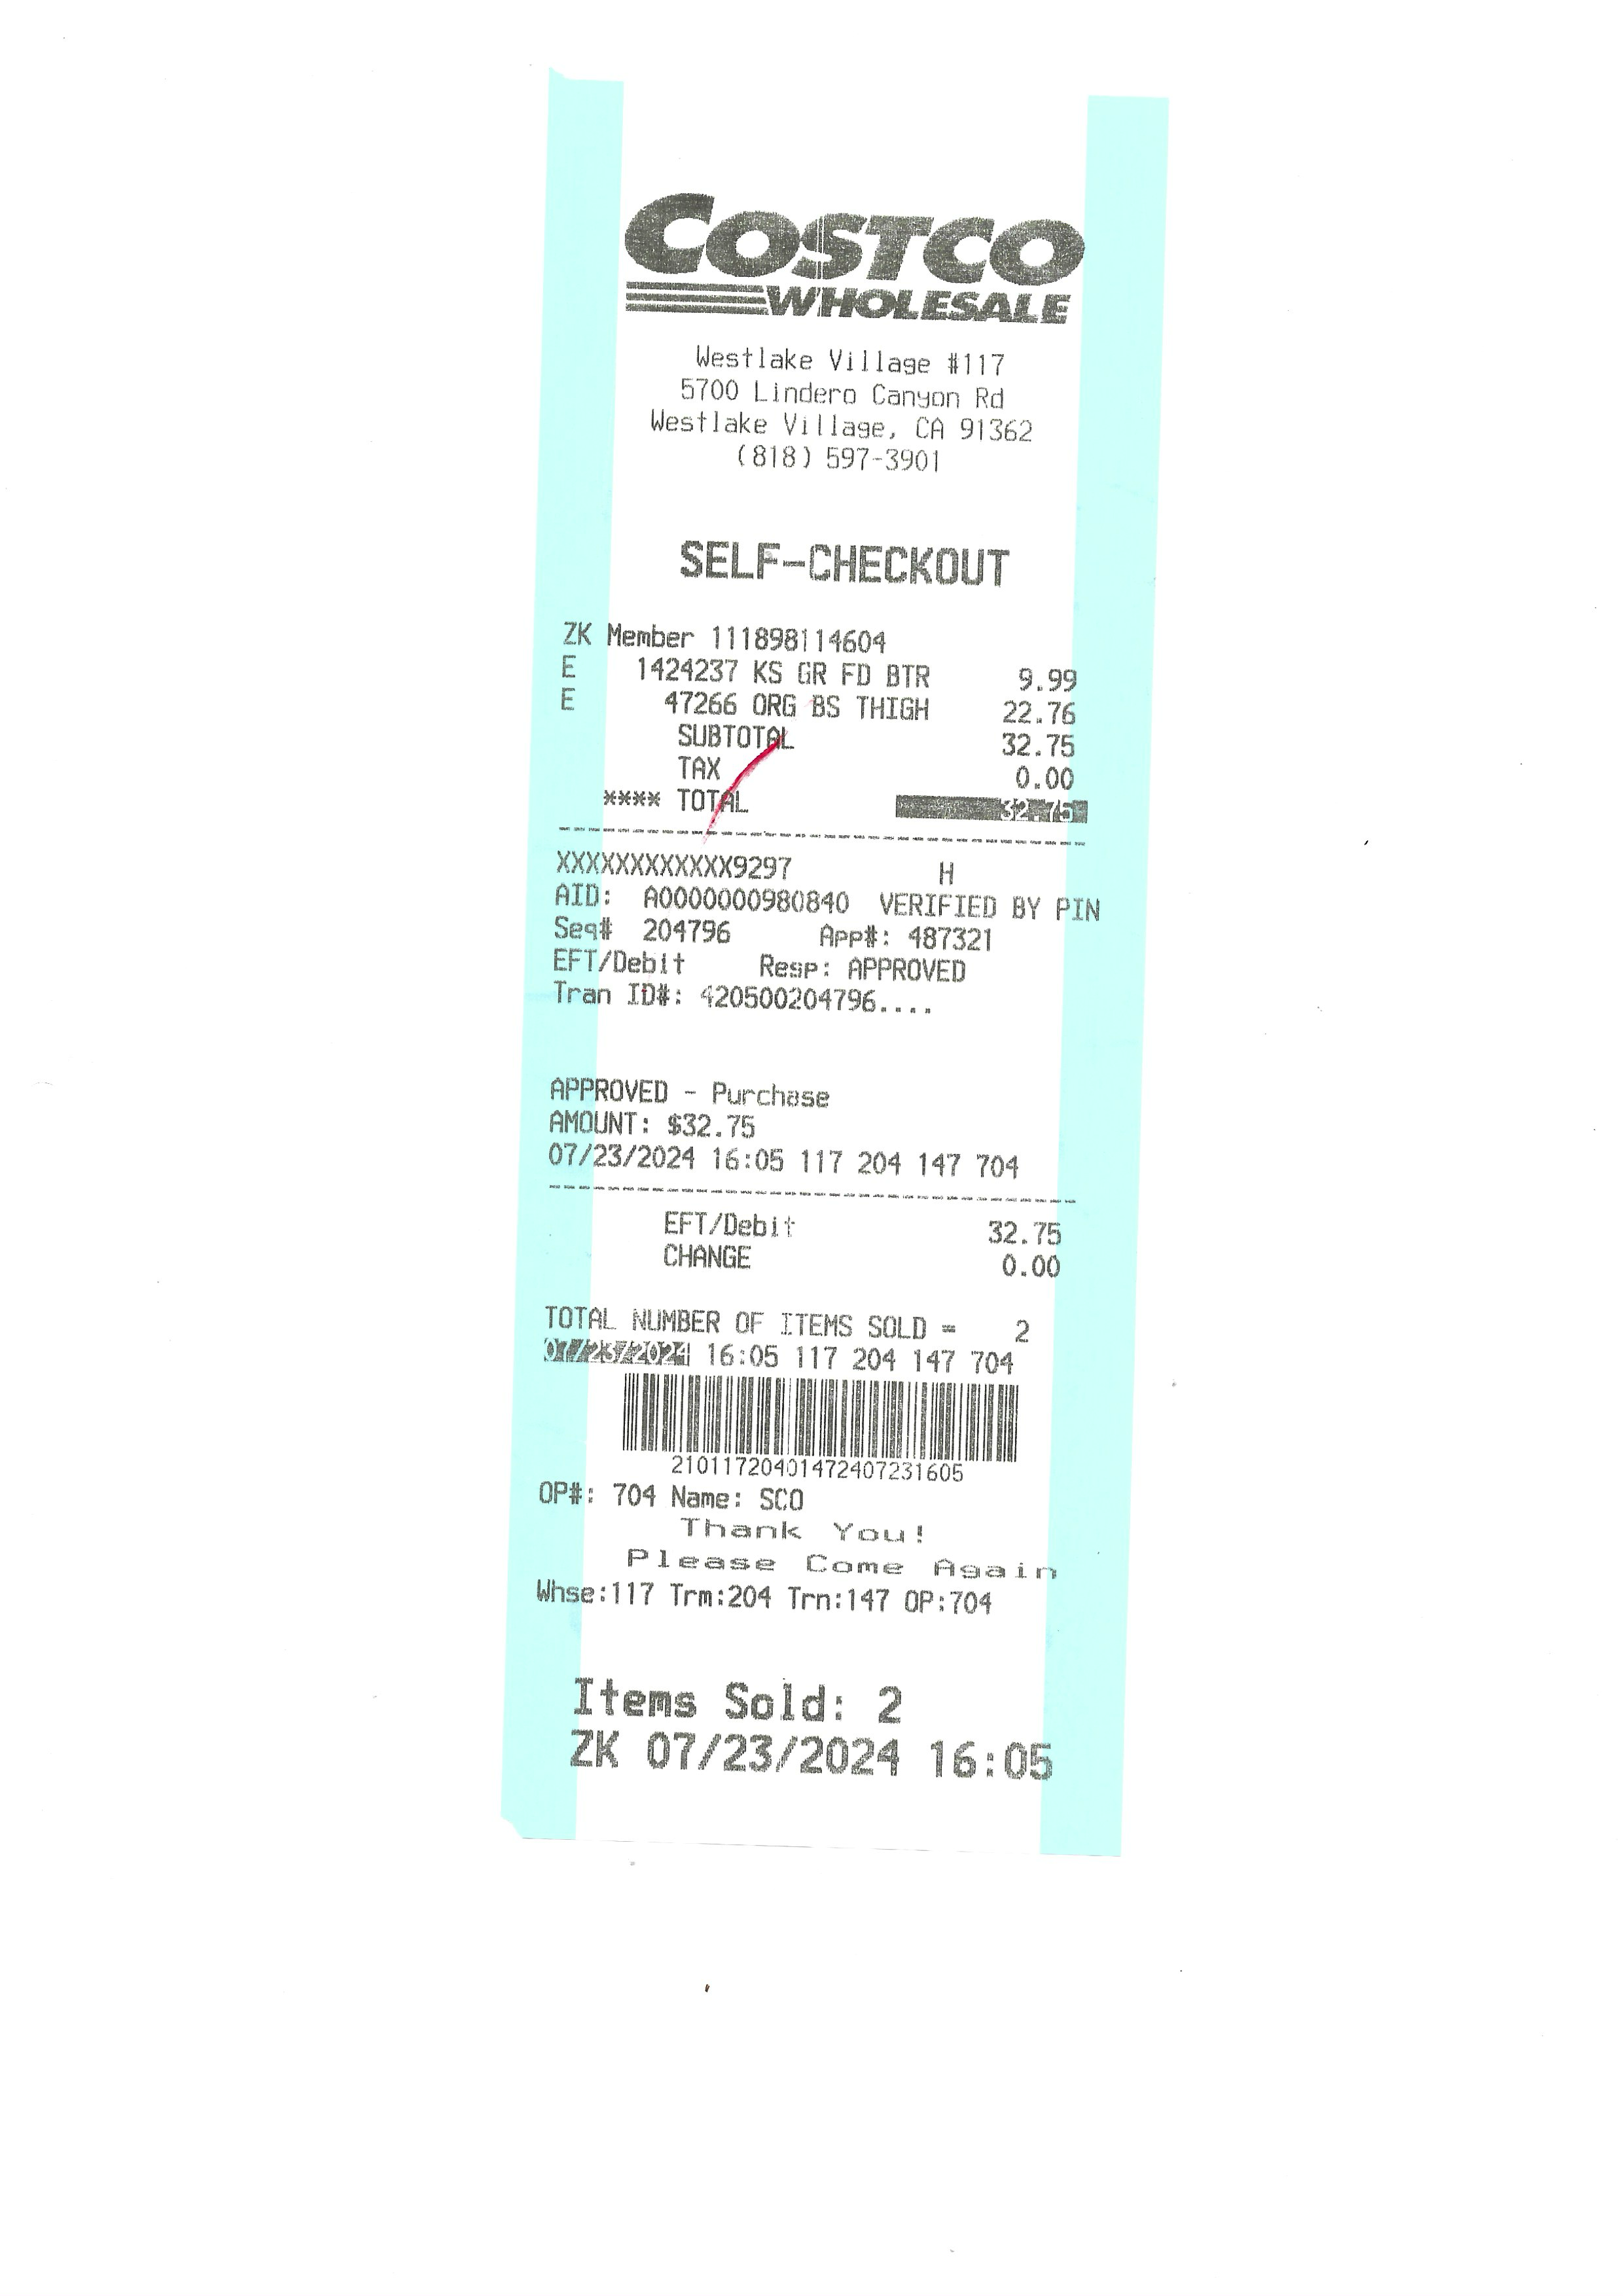 COSTCO
WHOLESALE
Westlake Village #117
5700 Lindero Canyon Rd
Westlake Village, CA 91362
(818) 597-3901
SELF-CHECKOUT
ZK Member 111898114604
E 1424237 KS GR FD BTR 9.99
E 47266 ORG BS THIGH 22.76
SUBTOTAL 32.75
TAX 0.00
**** TOTAL 32.75
XXXXXXXXXXXX9297 H
AID: A0000000980840 VERIFIED BY PIN
Seq# 204796 App#: 487321
EFT/Debit Resp: APPROVED
Tran ID#: 420500204796....
APPROVED - Purchase
AMOUNT: $32.75
07/23/2024 16:05 117 204 147 704
EFT/Debit 32.75
CHANGE 0.00
TOTAL NUMBER OF ITEMS SOLD = 2
07/23/2024 16:05 117 204 147 704
21011720401472407231605
OP#: 704 Name: SCO
Thank You!
Please Come Again
Whse:117 Trm:204 Trn:147 OP:704
Items Sold: 2
ZK 07/23/2024 16:05